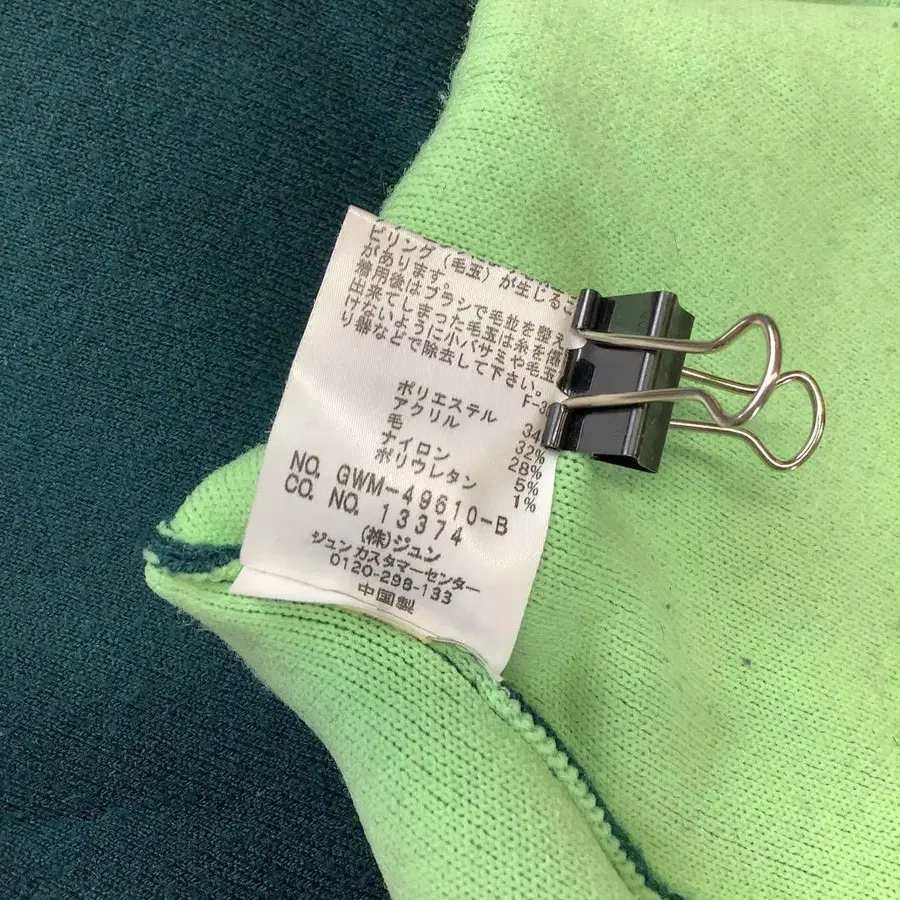 ピリング(毛玉)が生じるこ
があります。
着用後はブラシで毛並を整え
出来てしまった毛玉は糸を傷
けないように小バサミや毛玉
り器などで除去して下さい。
F-3
ポリエステル 34
アクリル 32%
毛 28%
ナイロン 5%
ポリウレタン 1%
NO. GWM-49610-B
CO. NO. 13374
(株)ジュン
ジュンカスタマーセンター
0120-298-133
中国製